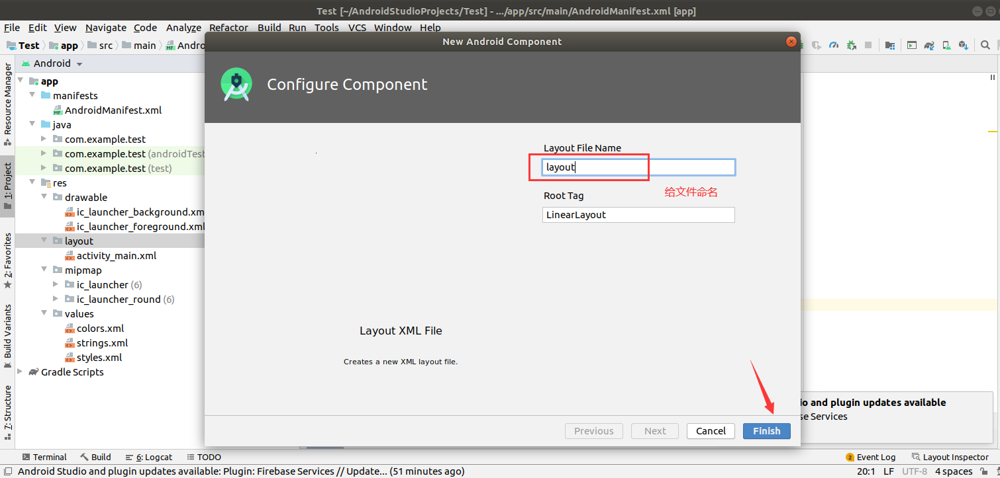 Test [~/AndroidStudioProjects/Test] - .../app/src/main/AndroidManifest.xml [app]
File Edit View Navigate Code Analyze Refactor Build Run Tools VCS Window Help
Test app src main Andro
New Android Component
Android
Configure Component
Resource Manager
1: Project
2: Favorites
Build Variants
7: Structure
app
manifests
AndroidManifest.xml
java
com.example.test
com.example.test (androidTest
com.example.test (test)
res
drawable
ic_launcher_background.xm
ic_launcher_foreground.xml
layout
activity_main.xml
mipmap
ic_launcher (6)
ic_launcher_round (6)
values
colors.xml
strings.xml
styles.xml
Gradle Scripts
Layout File Name
layout
给文件命名
Root Tag
LinearLayout
Layout XML File
Creates a new XML layout file.
io and plugin updates available
se Services
Previous Next Cancel Finish
Terminal Build 6: Logcat TODO 2 Event Log Layout Inspector
Android Studio and plugin updates available: Plugin: Firebase Services // Update... (51 minutes ago) 20:1 LF UTF-8 4 spaces